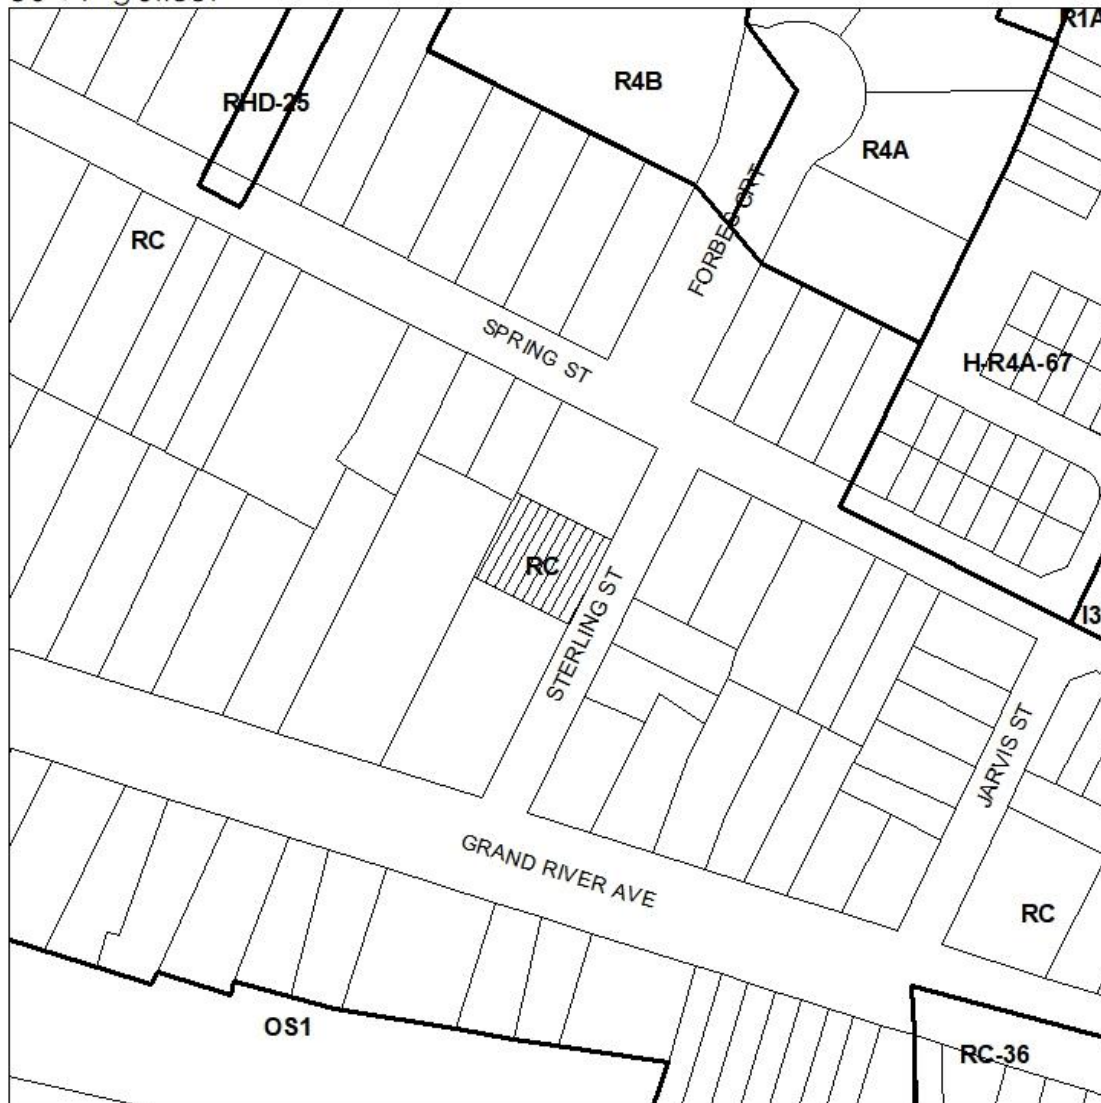 R1A
R4B
RHD-25
R4A
FORBES CRT
RC
SPRING ST
H-R4A-67
RC
STERLING ST
I3
JARVIS ST
GRAND RIVER AVE
RC
OS1
RC-36